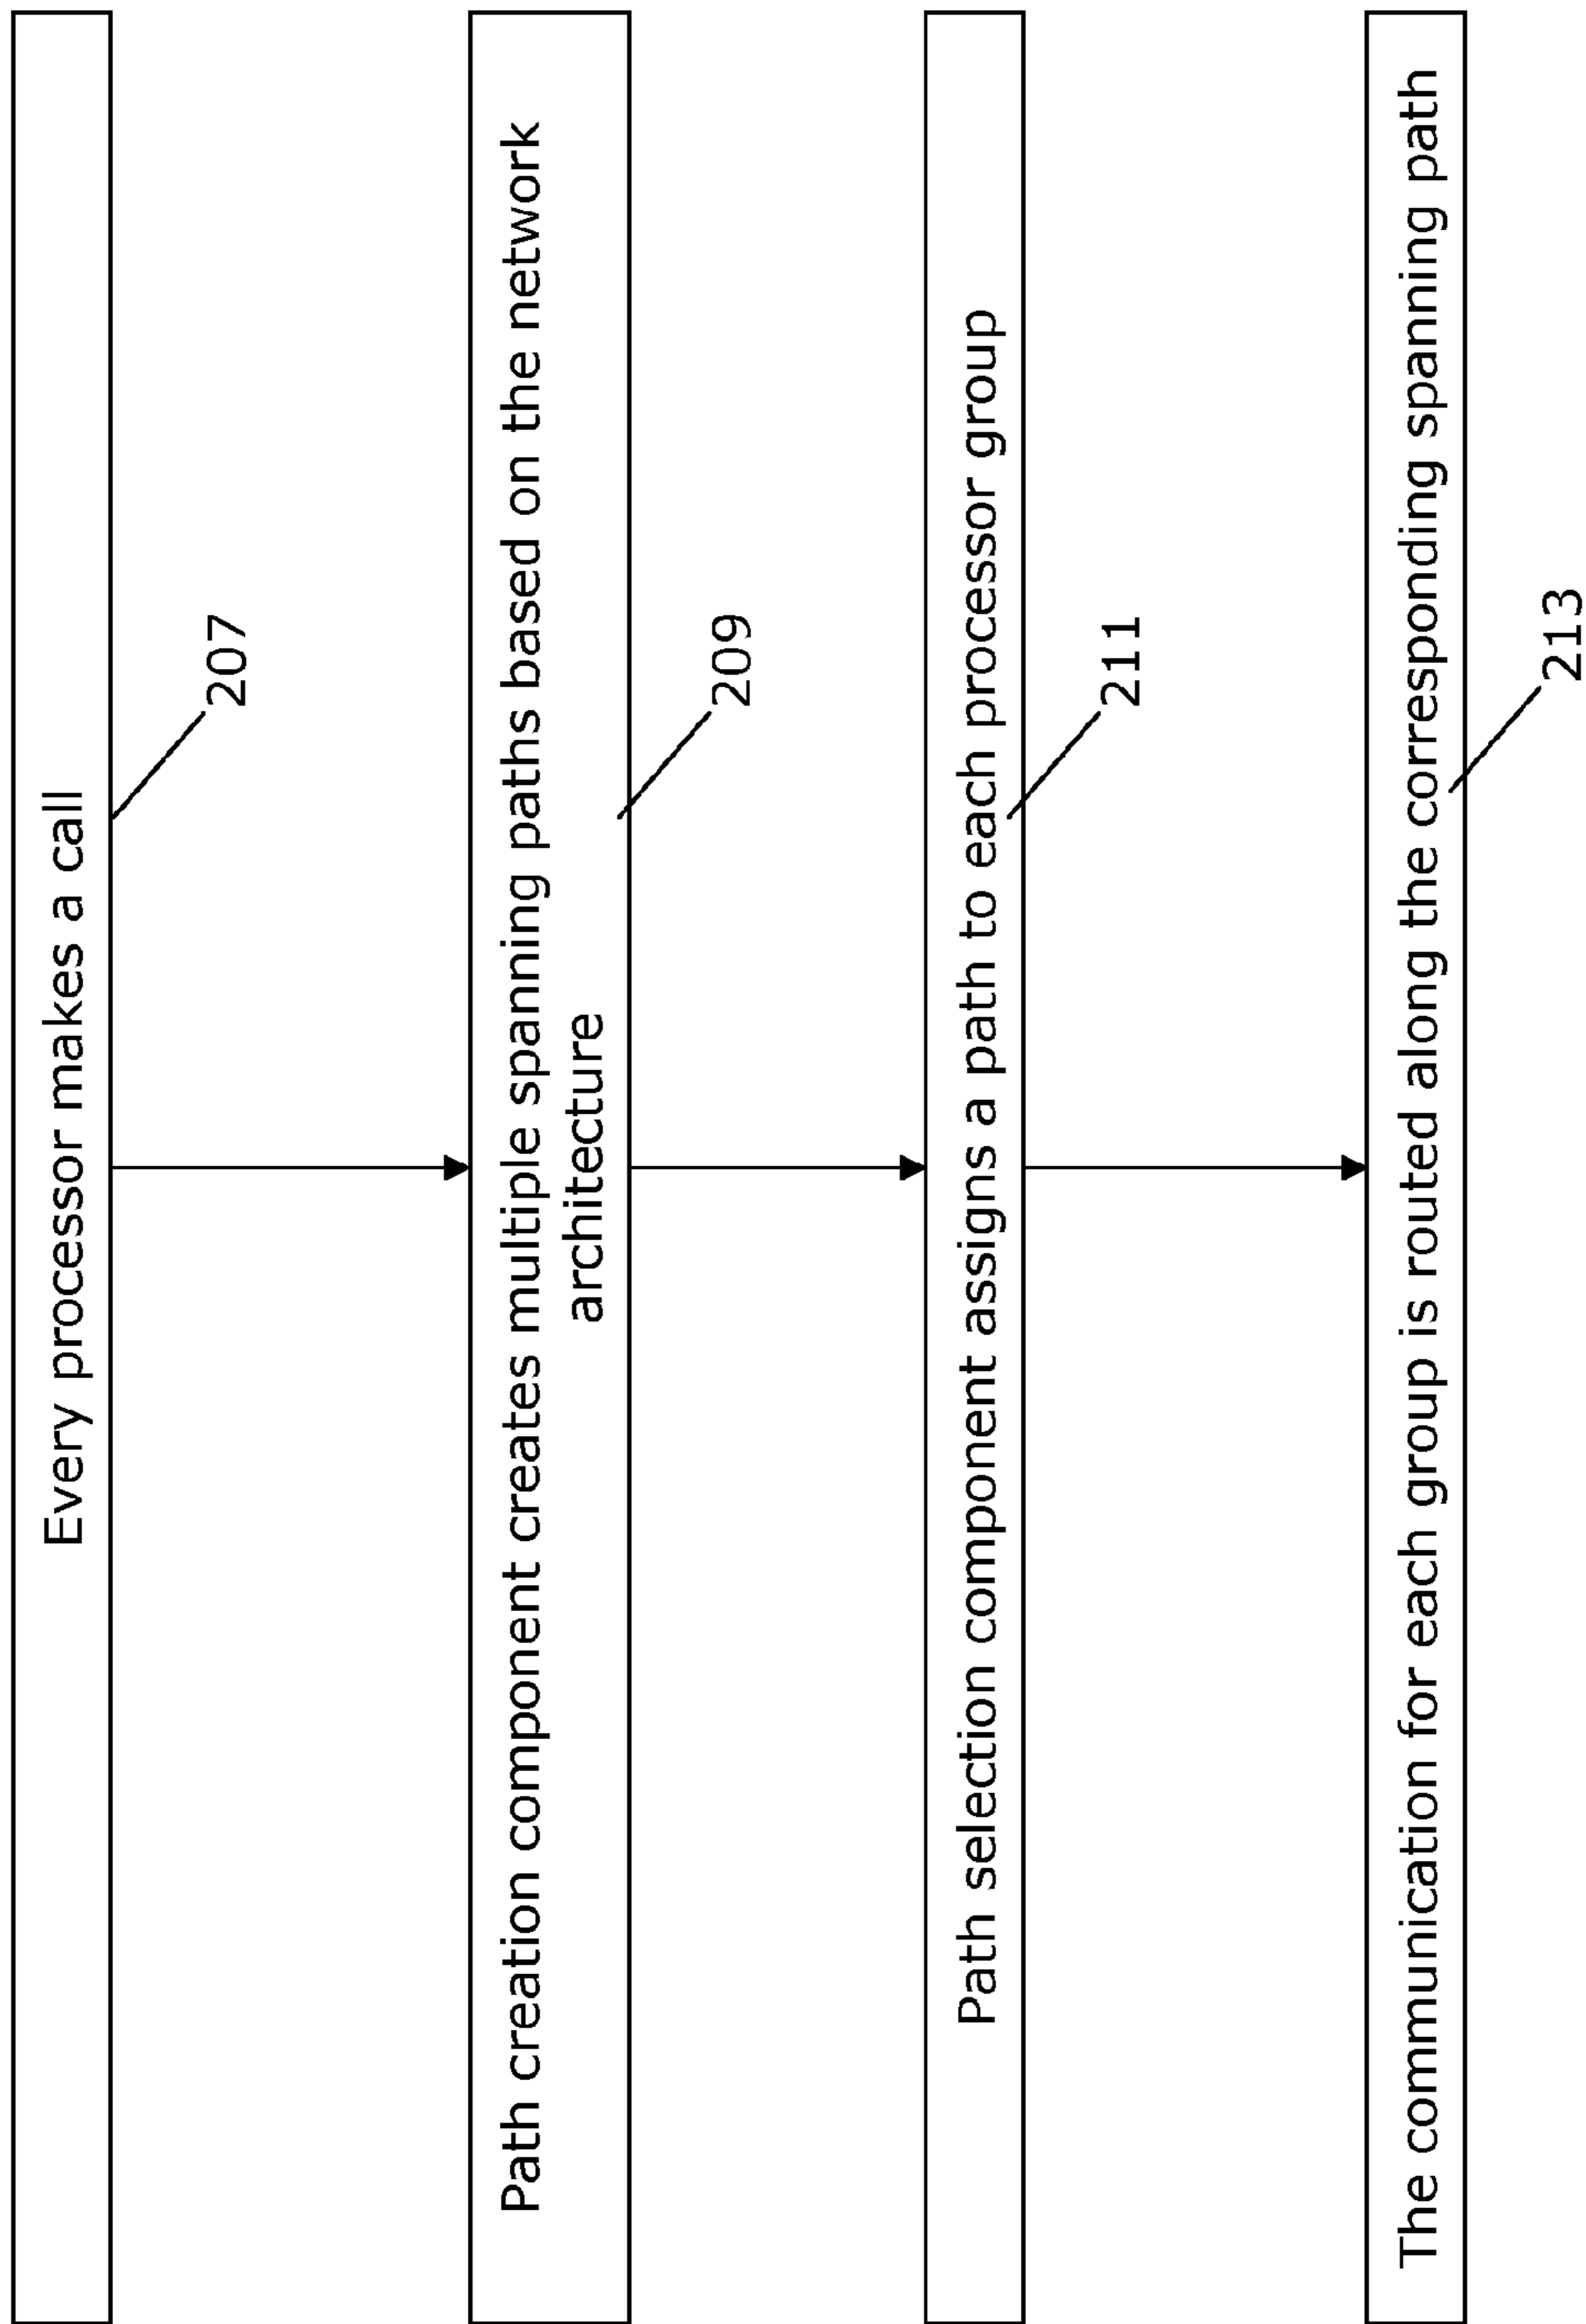 Every processor makes a call
207
Path creation component creates multiple spanning paths based on the network
architecture
209
Path selection component assigns a path to each processor group
211
The communication for each group is routed along the corresponding spanning path
213